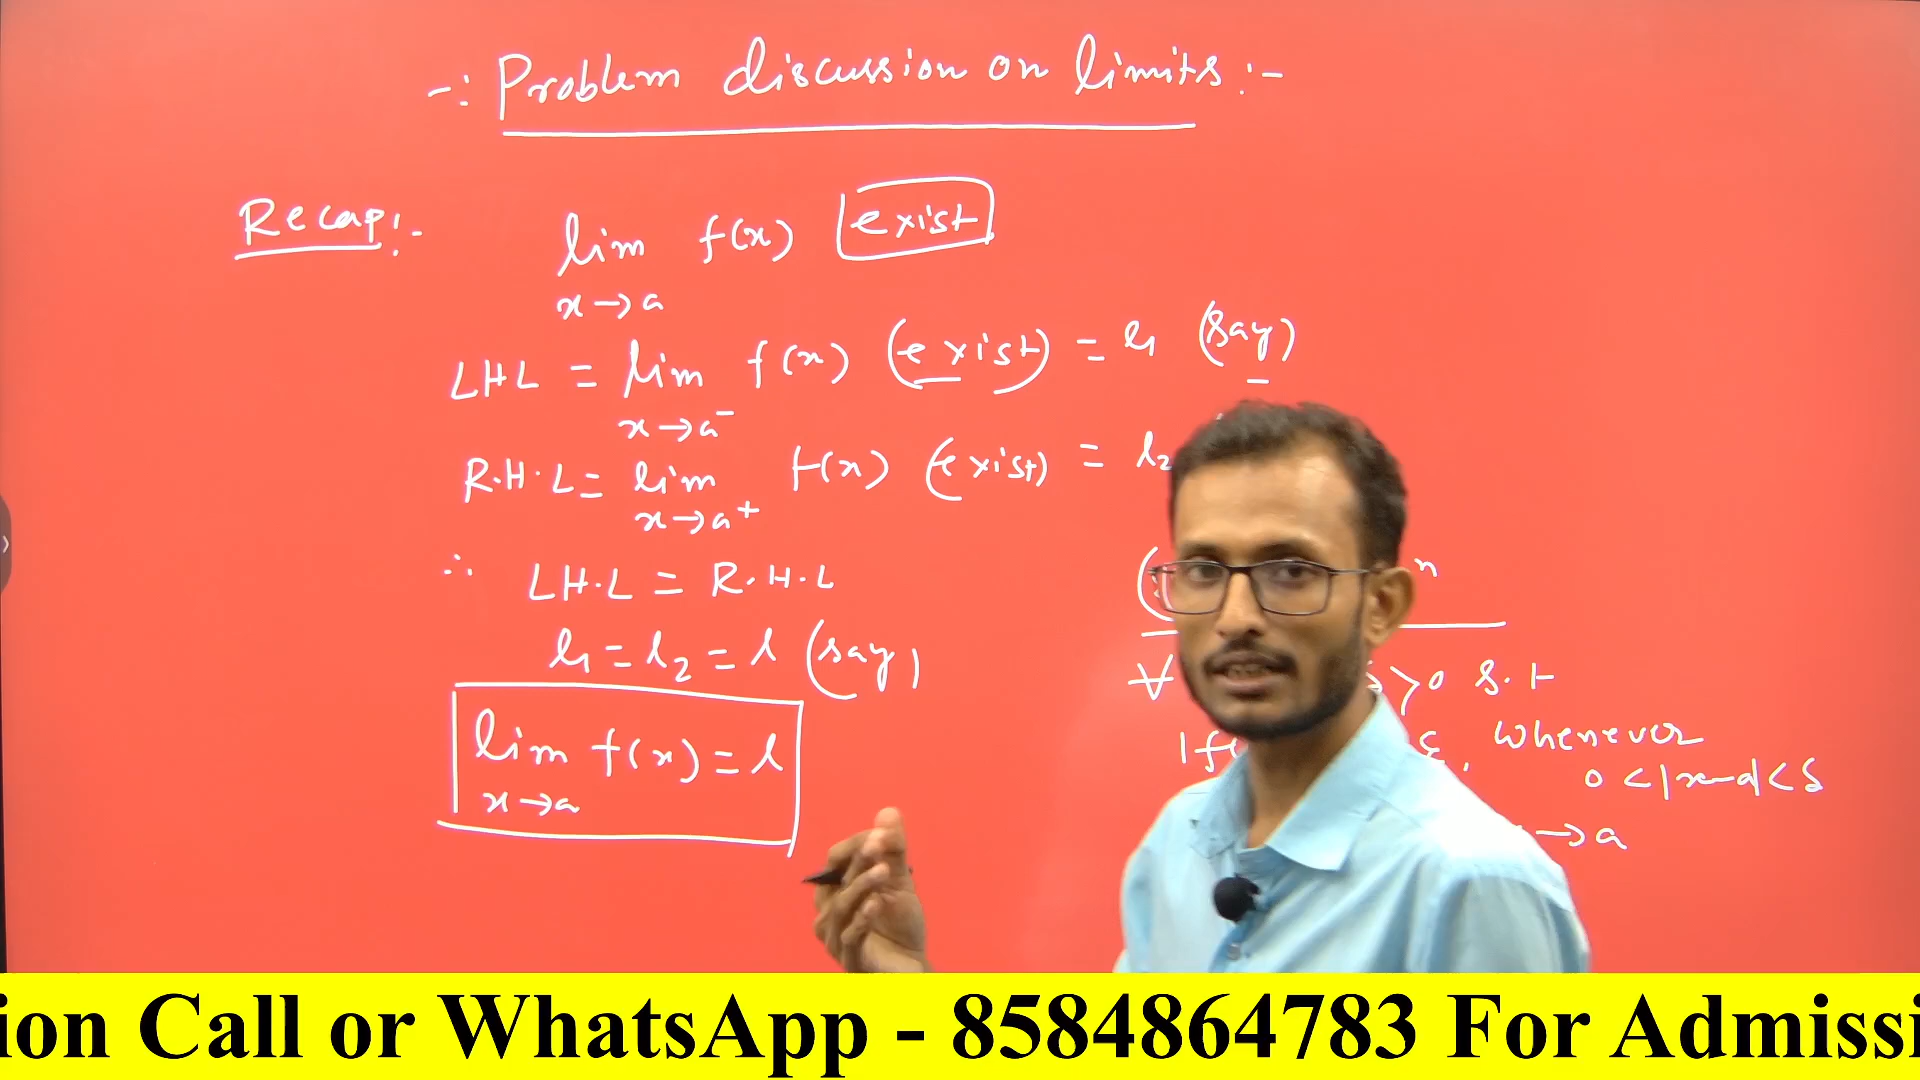 -: Problem discussion on limits :-
Recap:-
lim f(x) exist
x→a
LHL = lim f(x) (exist) = l₁ (say)
x→a⁻
R.H.L = lim f(x) (exist) = l₂
x→a⁺
∴ LH.L = R.H.L
l₁ = l₂ = l (say)
lim f(x) = l
x→a
n
∀ >0 s.t
|f( ε, whenever
0<|x-a|<δ
→a
ion Call or WhatsApp - 8584864783 For Admissi